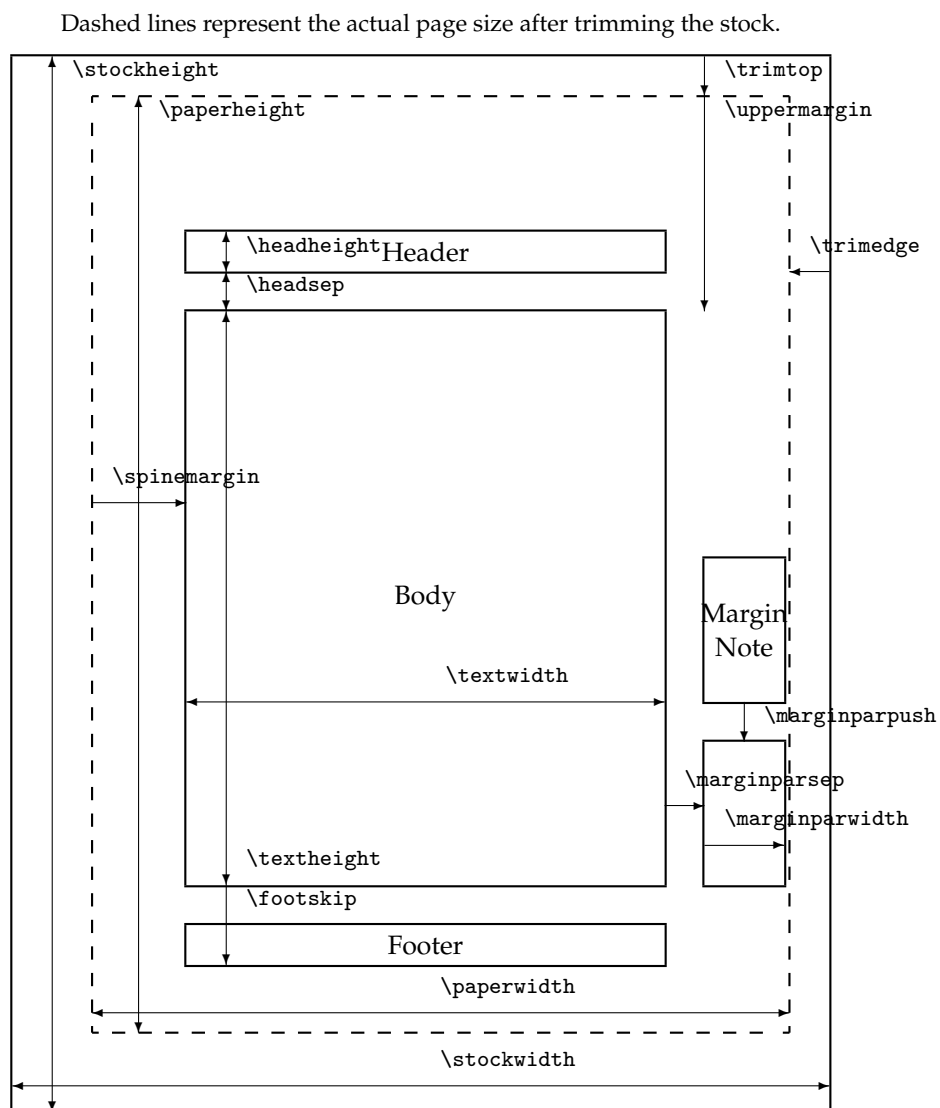 Dashed lines represent the actual page size after trimming the stock.
\stockheight
\trimtop
\paperheight
\uppermargin
\headheight
Header
\trimedge
\headsep
\spinemargin
Body
Margin
Note
\textwidth
\marginparpush
\marginparsep
\marginparwidth
\textheight
\footskip
Footer
\paperwidth
\stockwidth